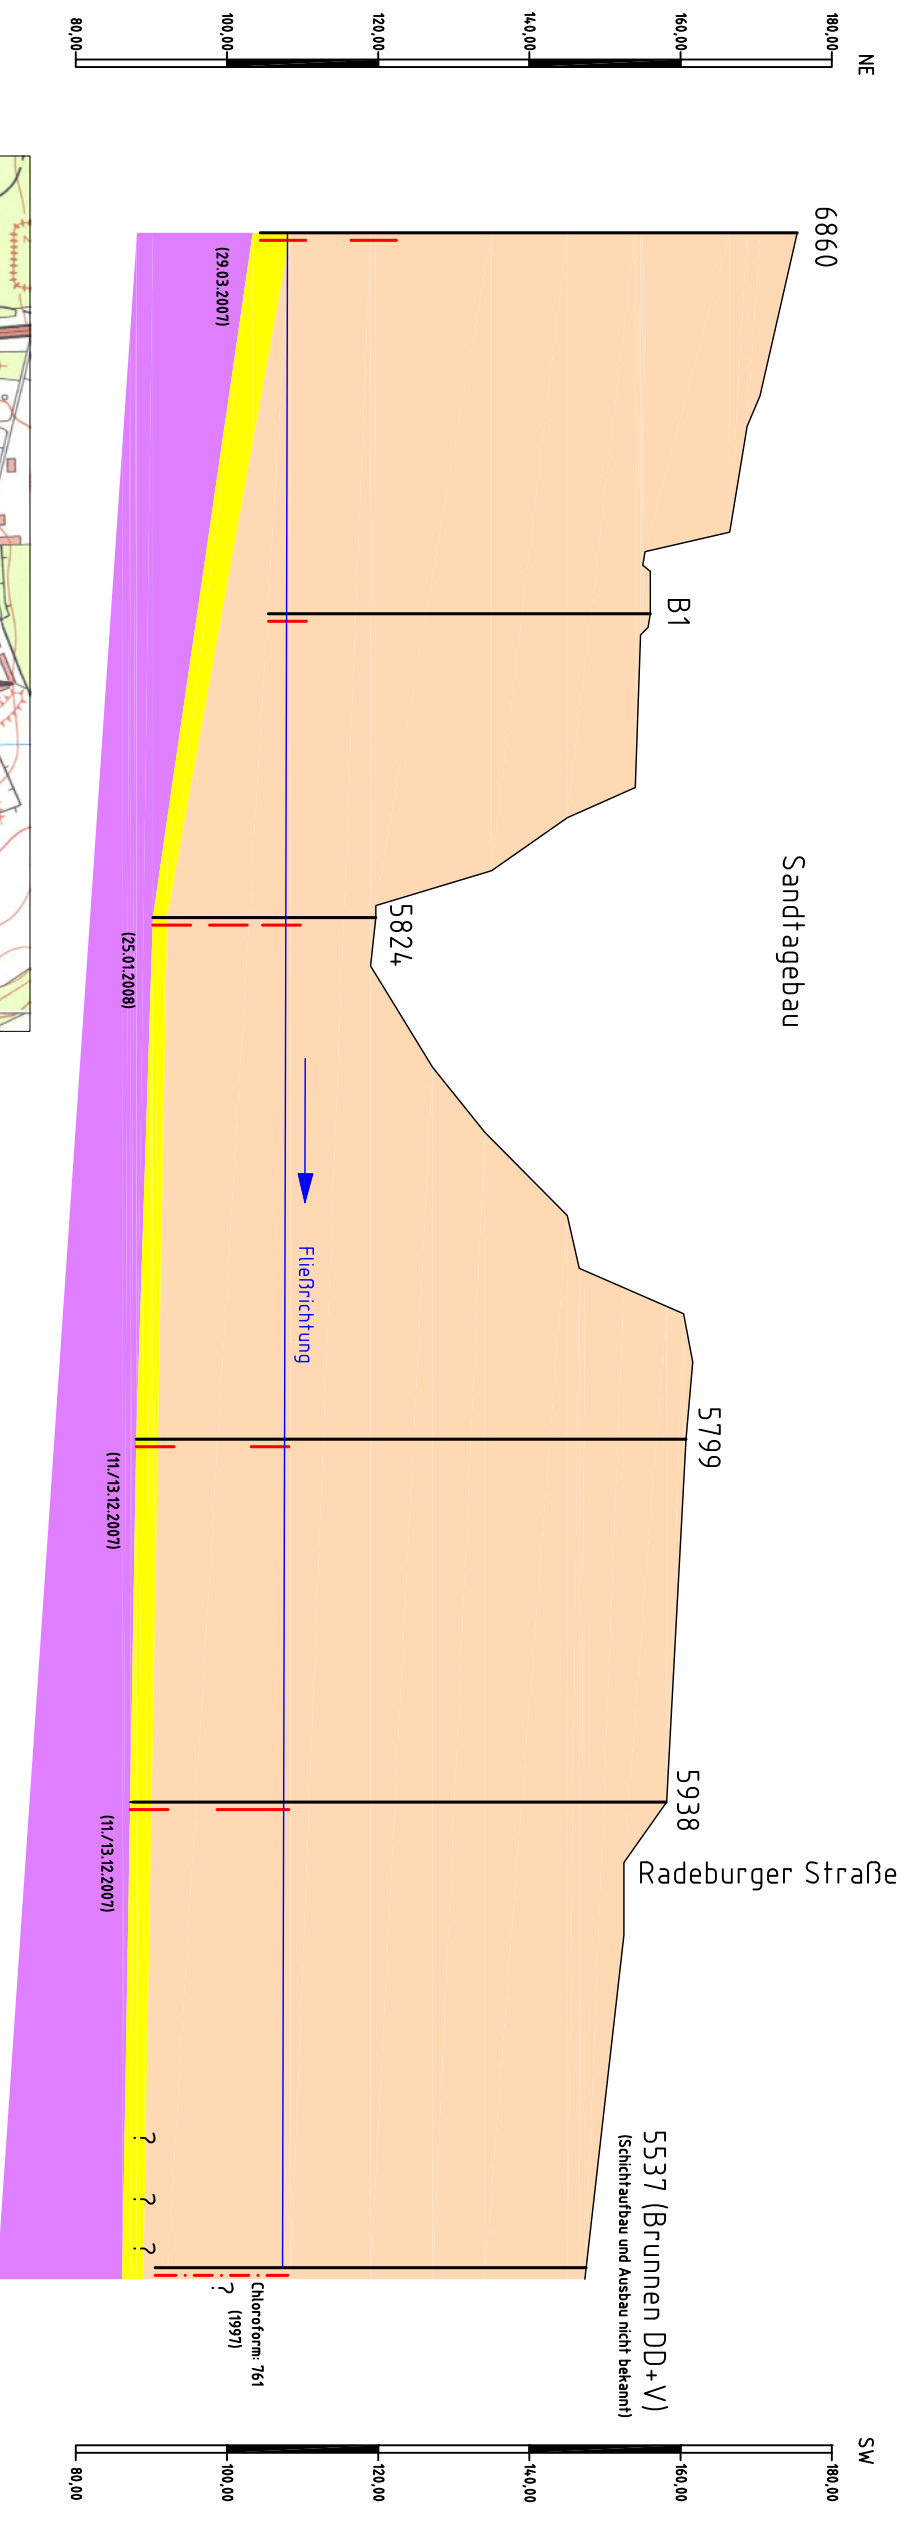 NE
180,00
160,00
140,00
120,00
100,00
80,00
6860
(29.03.2007)
B1
Sandtagebau
5824
(25.01.2008)
Fließrichtung
5799
(11./13.12.2007)
5938
(11./13.12.2007)
Radeburger Straße
5537 (Brunnen DD+V)
(Schichtaufbau und Ausbau nicht bekannt)
? ? ?
Chloroform: 761
? (1997)
SW
180,00
160,00
140,00
120,00
100,00
80,00